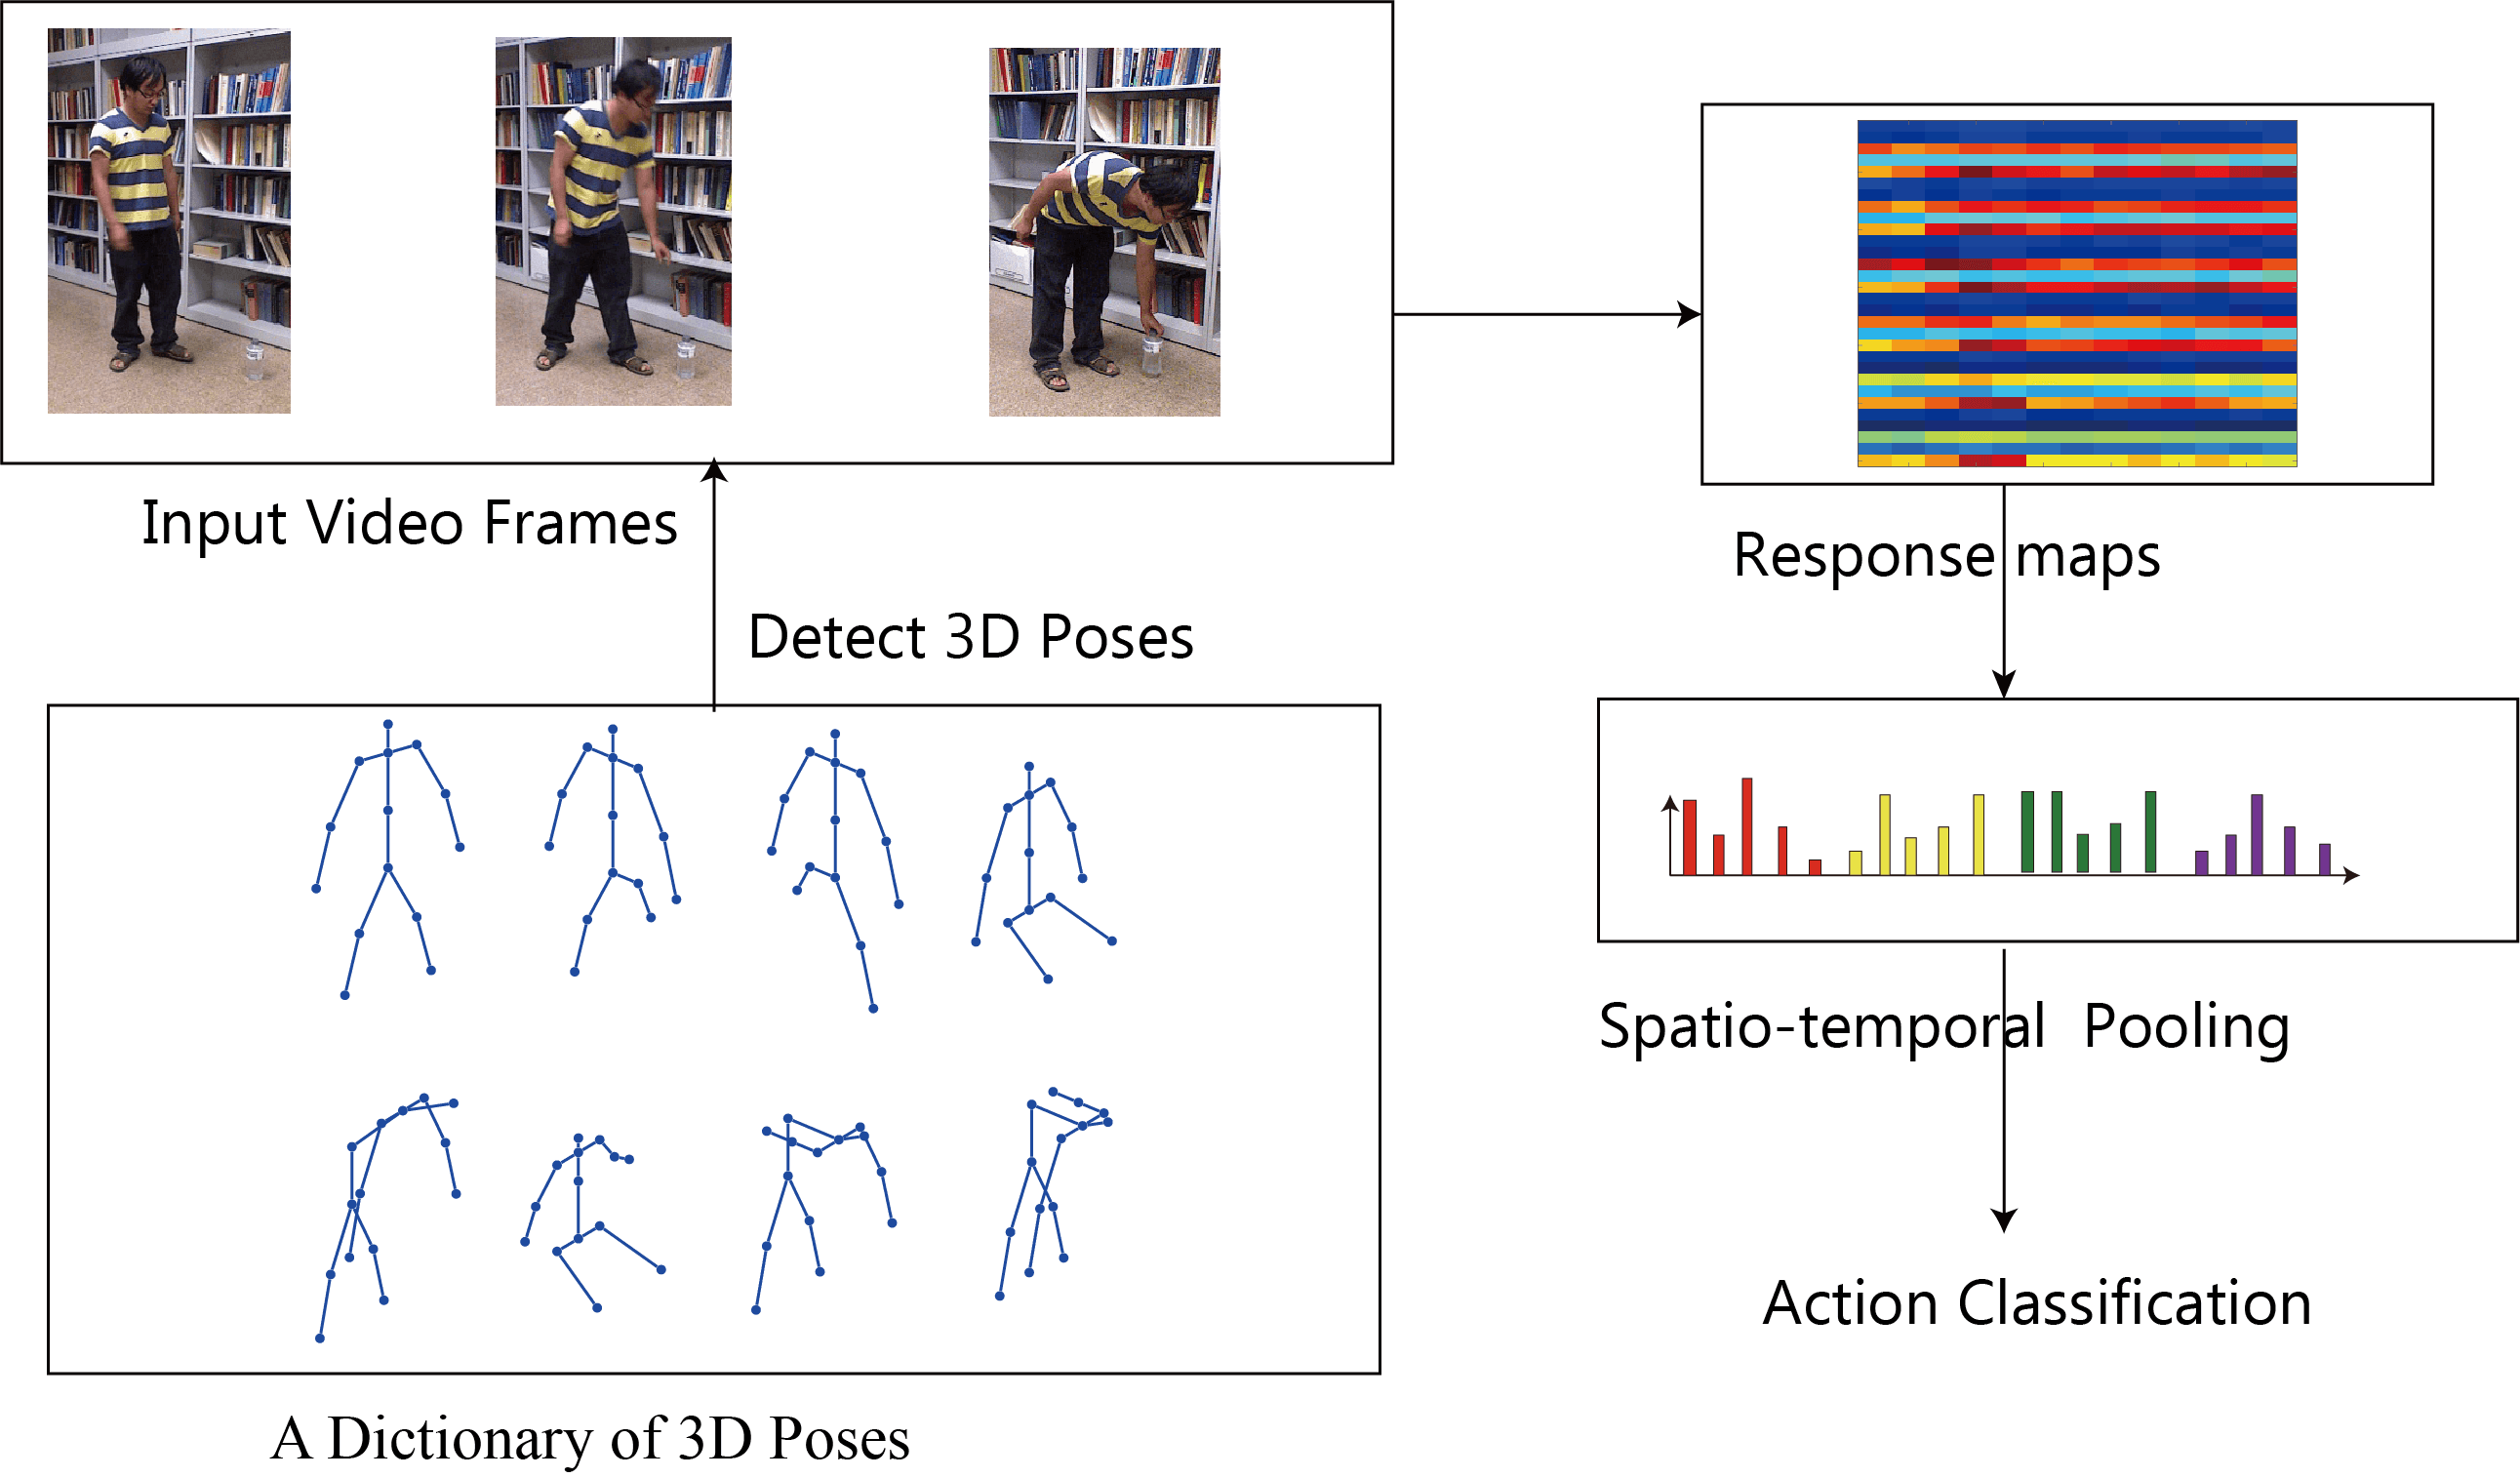 Input Video Frames
Detect 3D Poses
A Dictionary of 3D Poses
Response maps
Spatio-temporal Pooling
Action Classification